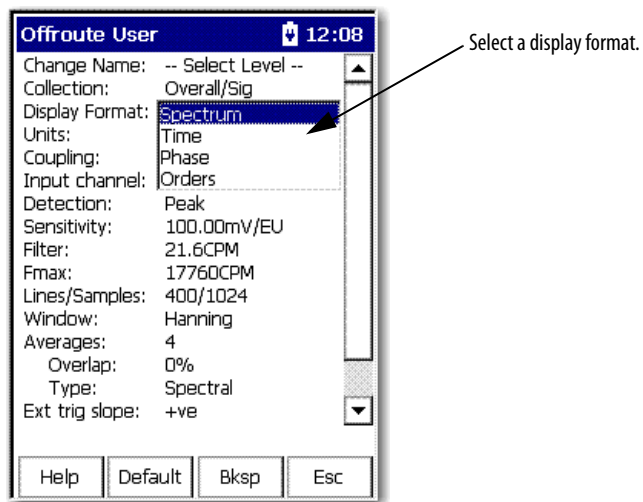 Offroute User 12:08
Select a display format.
Change Name: -- Select Level --
Collection: Overall/Sig
Display Format: Spectrum
Units: Time
Coupling: Phase
Input channel: Orders
Detection: Peak
Sensitivity: 100.00mV/EU
Filter: 21.6CPM
Fmax: 17760CPM
Lines/Samples: 400/1024
Window: Hanning
Averages: 4
Overlap: 0%
Type: Spectral
Ext trig slope: +ve
Help Default Bksp Esc